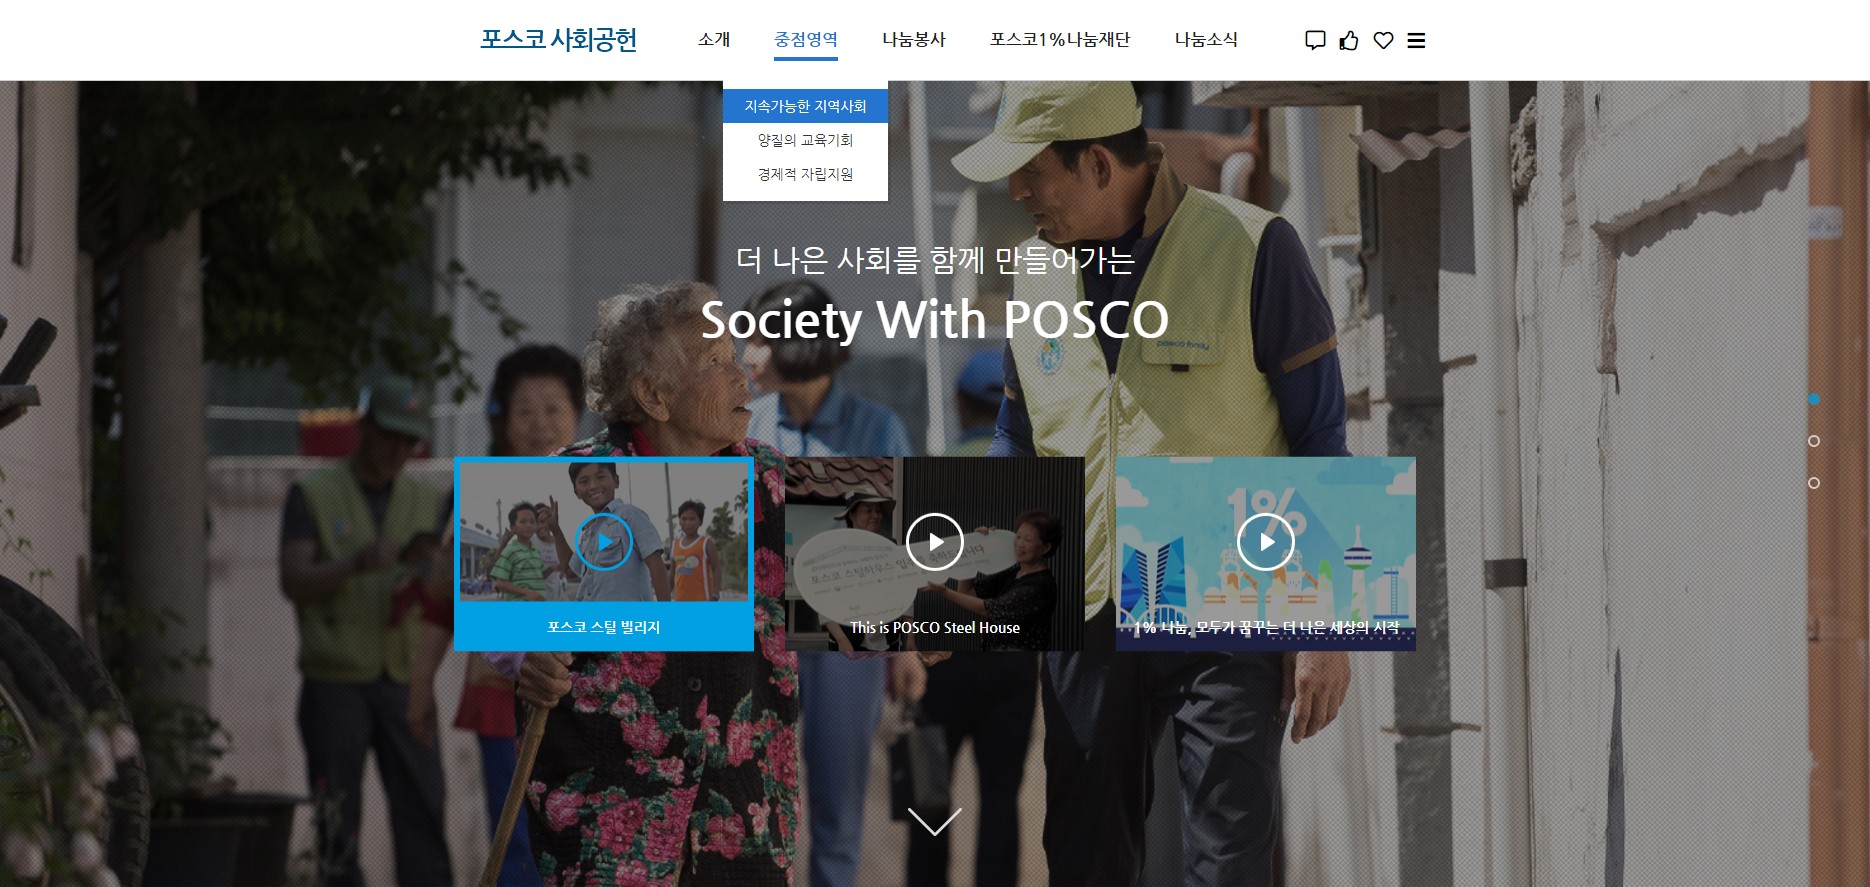 포스코 사회공헌
소개
중점영역
나눔봉사
포스코1%나눔재단
나눔소식
지속가능한 지역사회
양질의 교육기회
경제적 자립지원
더 나은 사회를 함께 만들어가는
Society With POSCO
posco family
1%
포스코 스틸 빌리지
This is POSCO Steel House
1% 나눔, 모두가 꿈꾸는 더 나은 세상의 시작